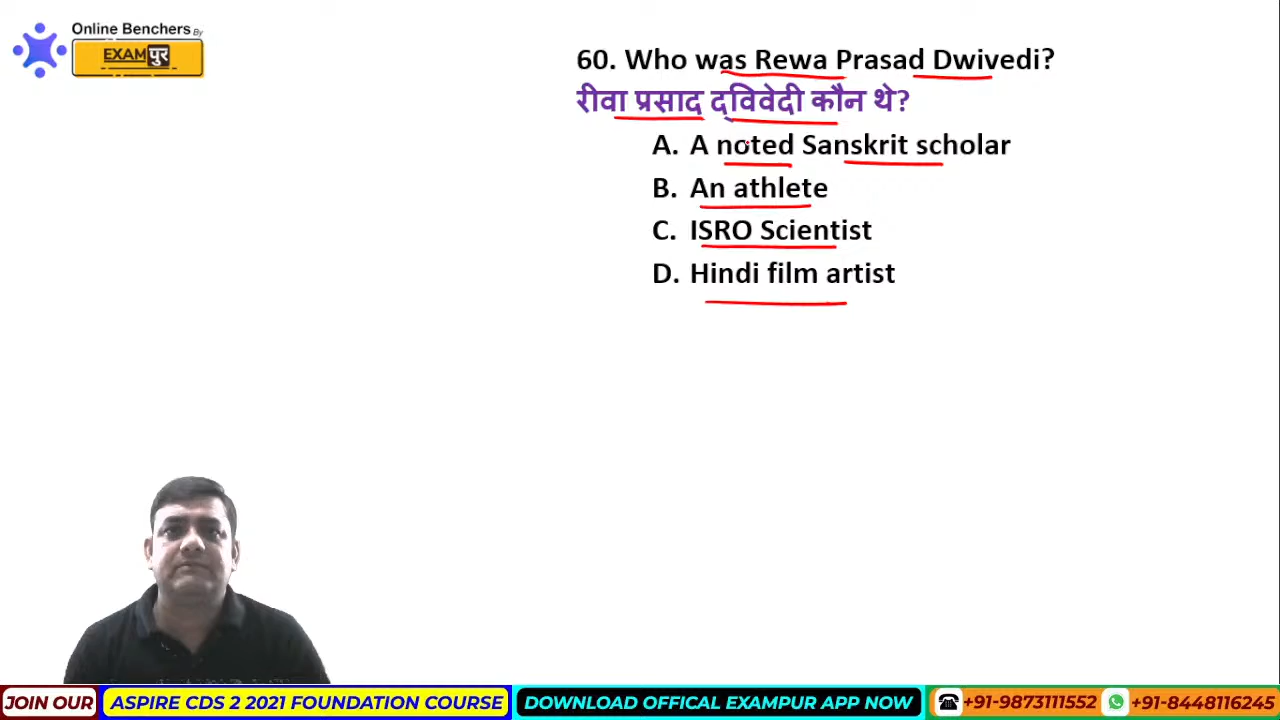 Online Benchers By
EXAMपुर
60. Who was Rewa Prasad Dwivedi?
रीवा प्रसाद द्विवेदी कौन थे?
A. A noted Sanskrit scholar
B. An athlete
C. ISRO Scientist
D. Hindi film artist
JOIN OUR ASPIRE CDS 2 2021 FOUNDATION COURSE DOWNLOAD OFFICAL EXAMPUR APP NOW +91-9873111552 +91-8448116245